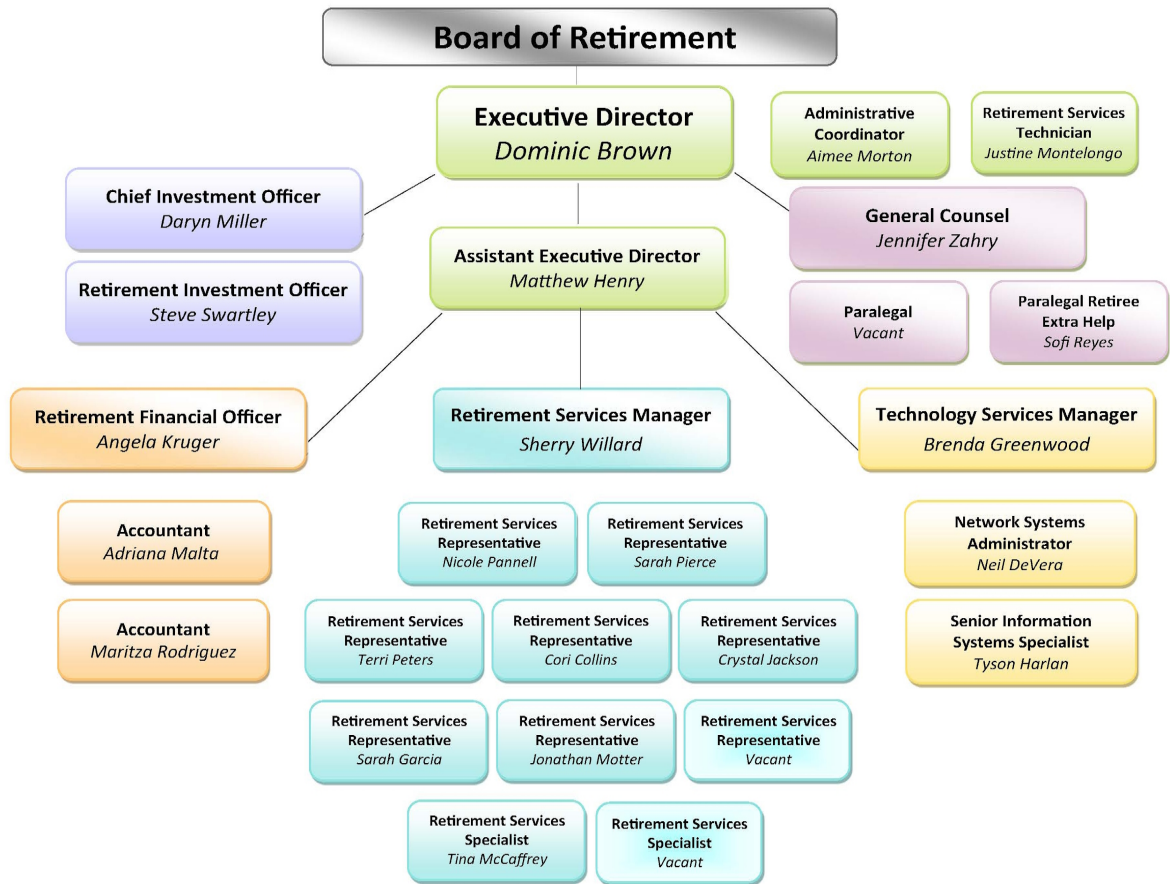 Board of Retirement
Executive Director
Dominic Brown
Administrative
Coordinator
Aimee Morton
Retirement Services
Technician
Justine Montelongo
Chief Investment Officer
Daryn Miller
General Counsel
Jennifer Zahry
Assistant Executive Director
Matthew Henry
Retirement Investment Officer
Steve Swartley
Paralegal
Vacant
Paralegal Retiree
Extra Help
Sofi Reyes
Retirement Financial Officer
Angela Kruger
Retirement Services Manager
Sherry Willard
Technology Services Manager
Brenda Greenwood
Accountant
Adriana Malta
Retirement Services
Representative
Nicole Pannell
Retirement Services
Representative
Sarah Pierce
Network Systems
Administrator
Neil DeVera
Accountant
Maritza Rodriguez
Retirement Services
Representative
Terri Peters
Retirement Services
Representative
Cori Collins
Retirement Services
Representative
Crystal Jackson
Senior Information
Systems Specialist
Tyson Harlan
Retirement Services
Representative
Sarah Garcia
Retirement Services
Representative
Jonathan Motter
Retirement Services
Representative
Vacant
Retirement Services
Specialist
Tina McCaffrey
Retirement Services
Specialist
Vacant